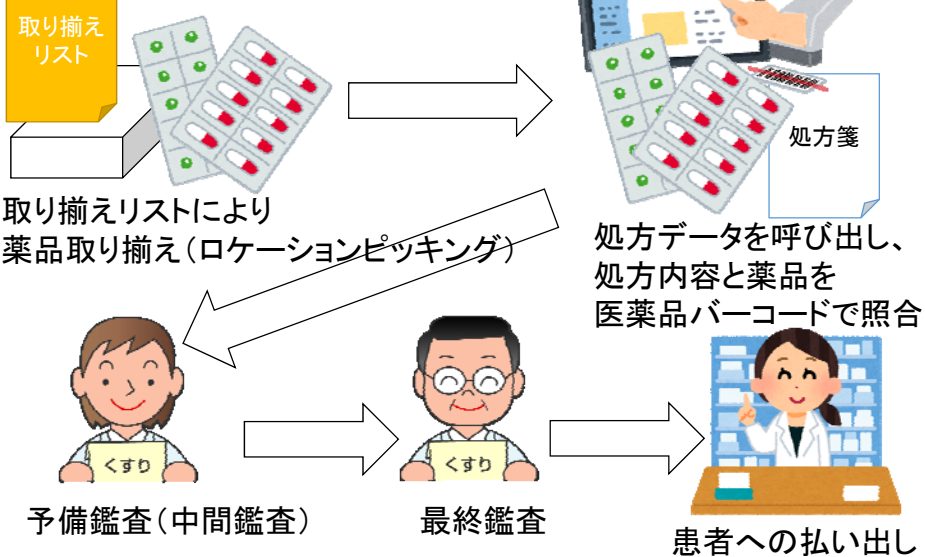 取り揃え
リスト
処方箋
取り揃えリストにより
薬品取り揃え（ロケーションピッキング）
処方データを呼び出し、
処方内容と薬品を
医薬品バーコードで照合
くすり
くすり
予備鑑査（中間鑑査）
最終鑑査
患者への払い出し